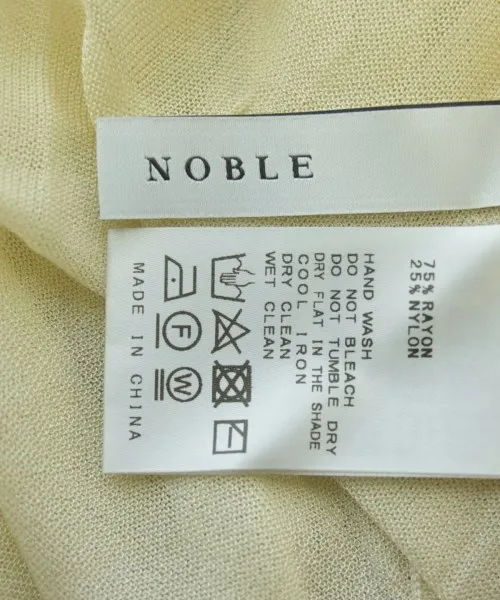 NOBLE
75% RAYON
25% NYLON
HAND WASH
DO NOT BLEACH
DO NOT TUMBLE DRY
DRY FLAT IN THE SHADE
COOL IRON
DRY CLEAN
WET CLEAN
F
W
MADE IN CHINA